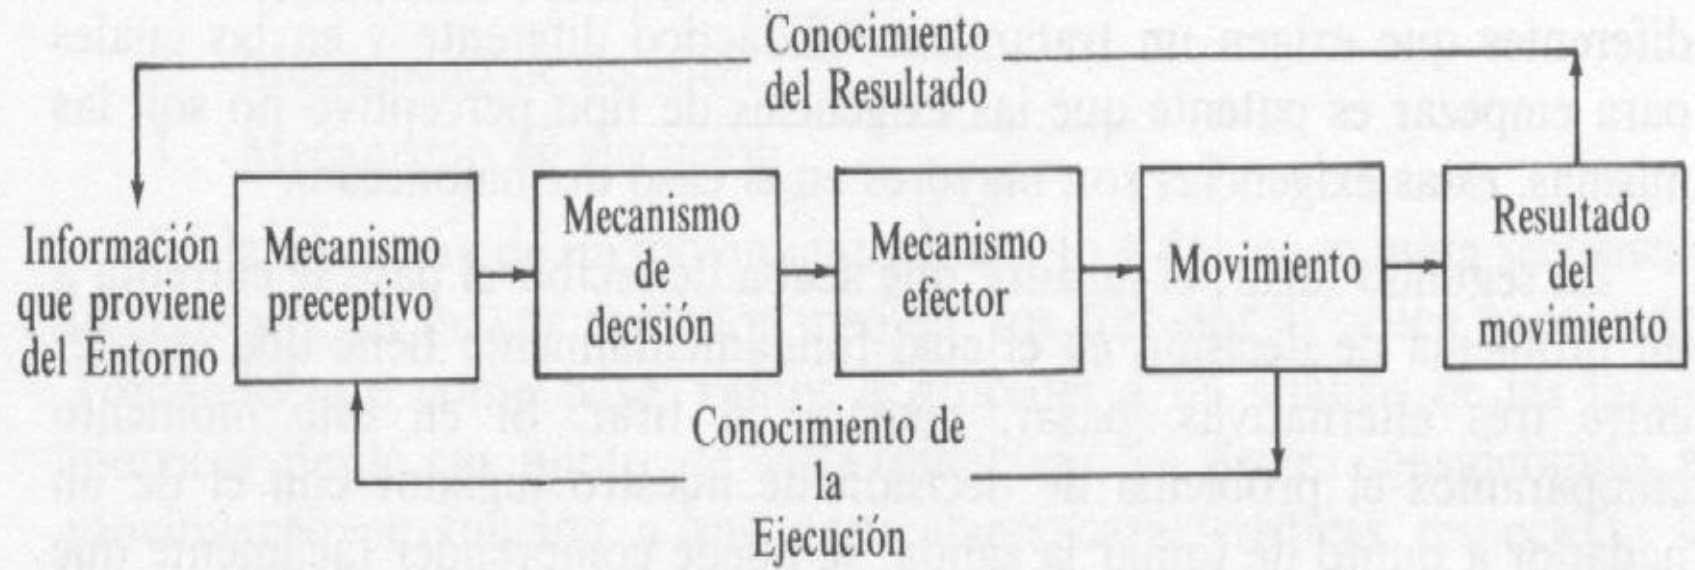 Conocimiento
del Resultado
Información
que proviene
del Entorno
Mecanismo
preceptivo
Mecanismo
de
decisión
Mecanismo
efector
Movimiento
Resultado
del
movimiento
Conocimiento de
la
Ejecución